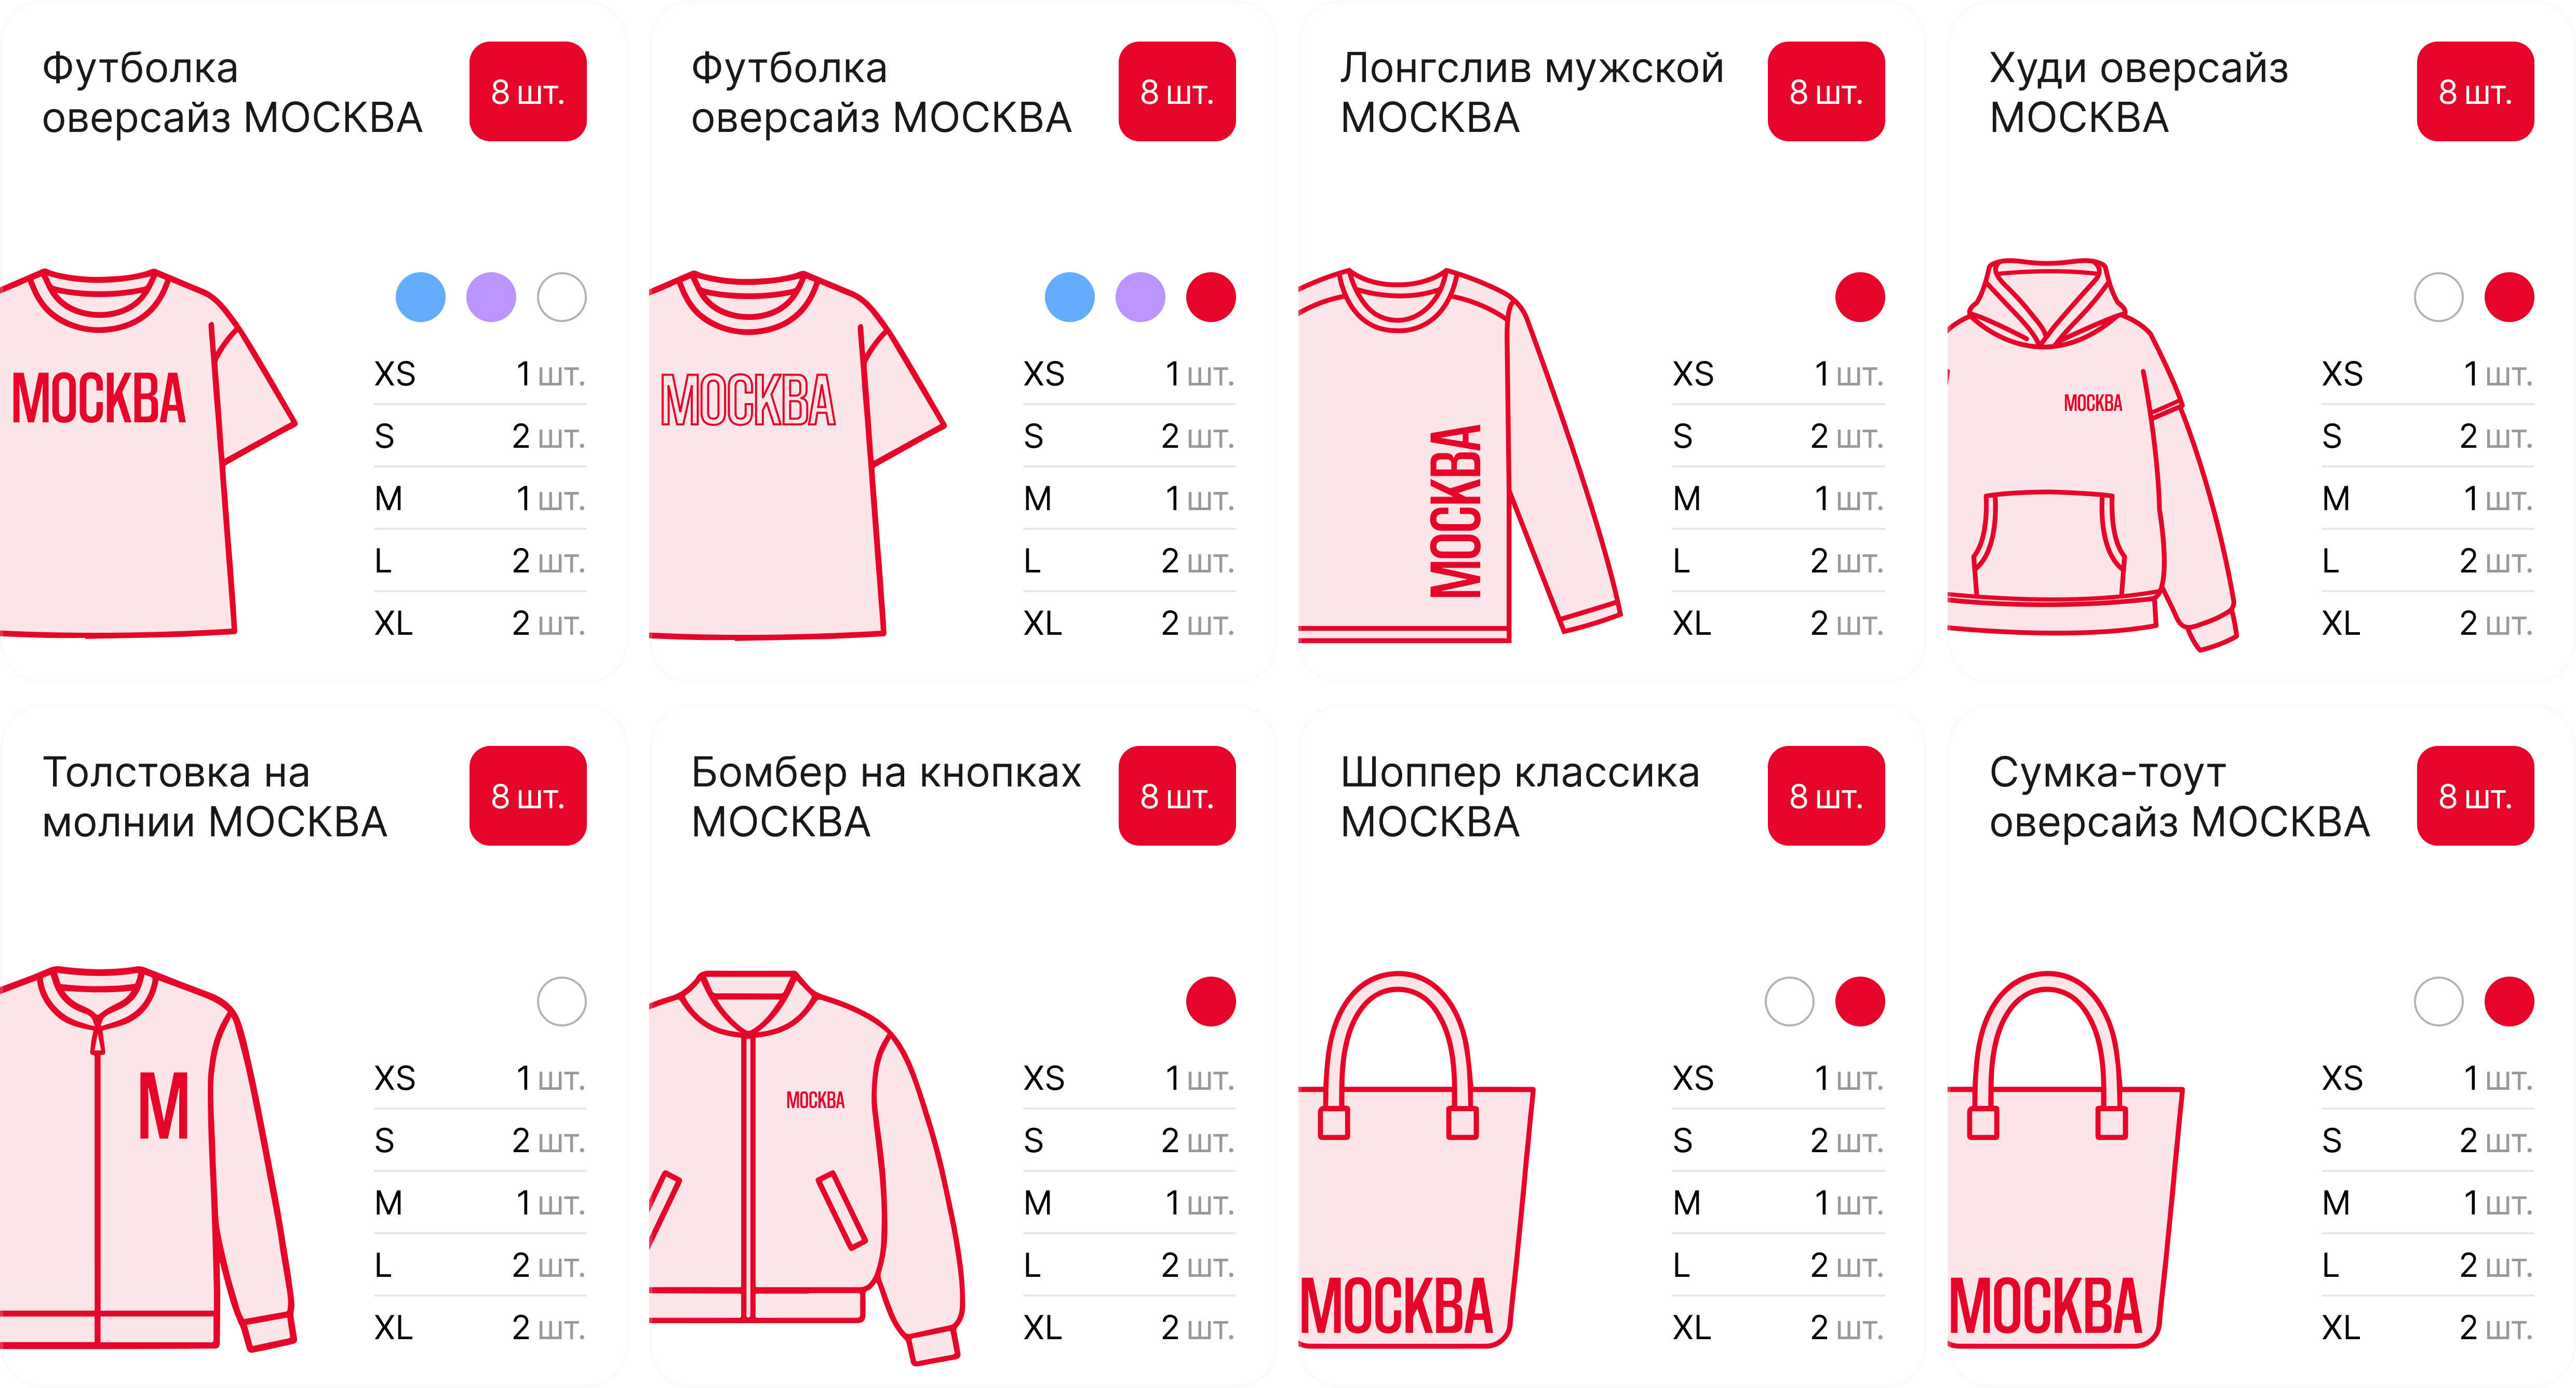 Футболка
оверсайз МОСКВА
8 шт.
МОСКВА
XS 1 шт.
S 2 шт.
M 1 шт.
L 2 шт.
XL 2 шт.
Футболка
оверсайз МОСКВА
8 шт.
МОСКВА
XS 1 шт.
S 2 шт.
M 1 шт.
L 2 шт.
XL 2 шт.
Лонгслив мужской
МОСКВА
8 шт.
МОСКВА
XS 1 шт.
S 2 шт.
M 1 шт.
L 2 шт.
XL 2 шт.
Худи оверсайз
МОСКВА
8 шт.
МОСКВА
XS 1 шт.
S 2 шт.
M 1 шт.
L 2 шт.
XL 2 шт.
Толстовка на
молнии МОСКВА
8 шт.
М
XS 1 шт.
S 2 шт.
M 1 шт.
L 2 шт.
XL 2 шт.
Бомбер на кнопках
МОСКВА
8 шт.
МОСКВА
XS 1 шт.
S 2 шт.
M 1 шт.
L 2 шт.
XL 2 шт.
Шоппер классика
МОСКВА
8 шт.
XS 1 шт.
S 2 шт.
M 1 шт.
L 2 шт.
XL 2 шт.
МОСКВА
Сумка-тоут
оверсайз МОСКВА
8 шт.
XS 1 шт.
S 2 шт.
M 1 шт.
L 2 шт.
XL 2 шт.
МОСКВА